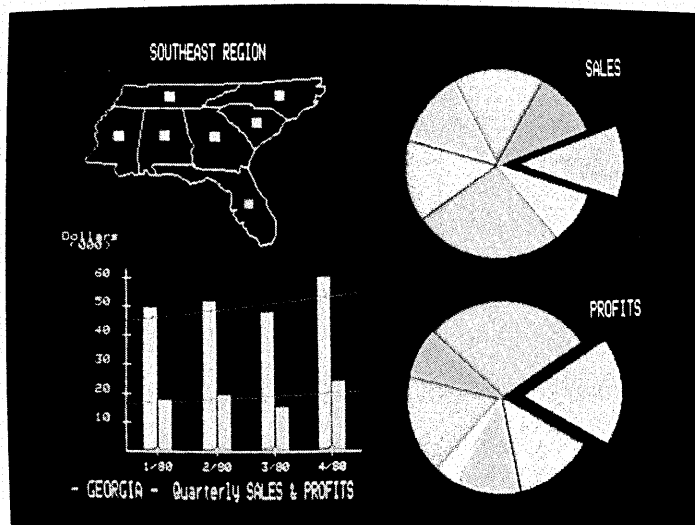 SOUTHEAST REGION
SALES
Dollars
(000)
60
50
40
30
20
10
1/80
2/80
3/80
4/80
- GEORGIA - Quarterly SALES & PROFITS
PROFITS